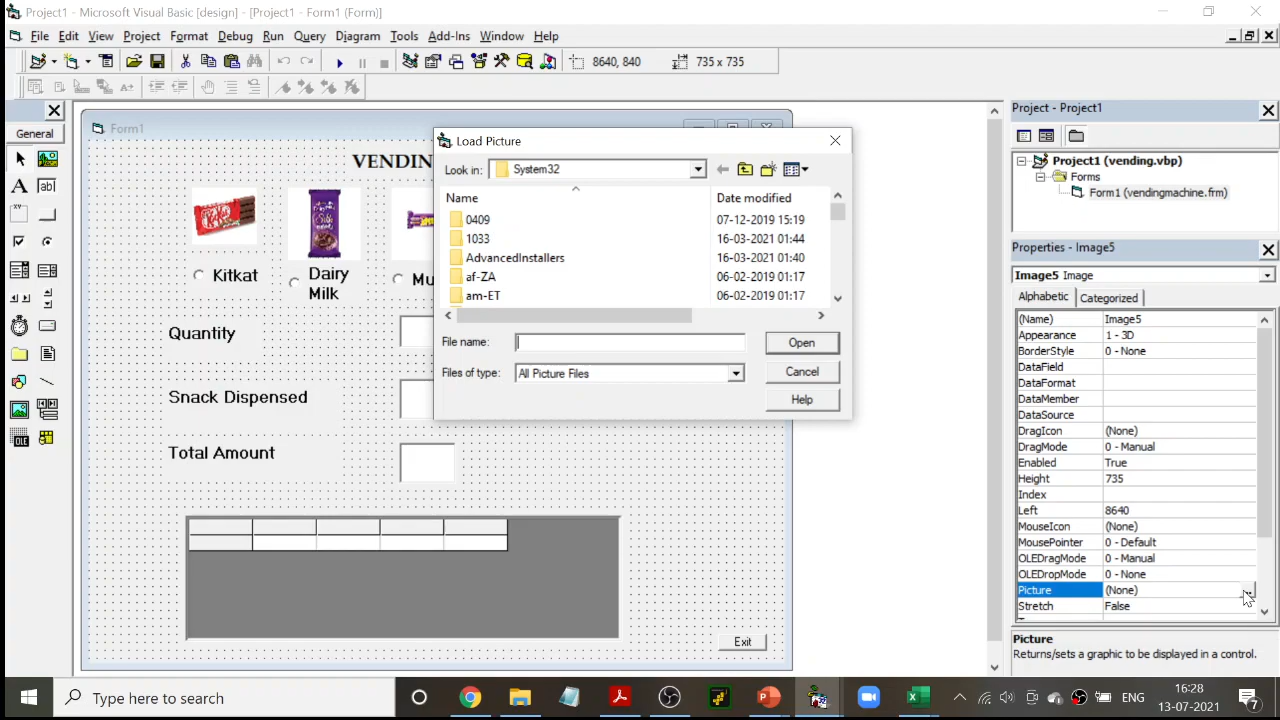 Project1 - Microsoft Visual Basic [design] - [Project1 - Form1 (Form)]
File Edit View Project Format Debug Run Query Diagram Tools Add-Ins Window Help
8640, 840 735 x 735
General
Form1
VENDIN
Kitkat
Dairy
Milk
Mu
Quantity
Snack Dispensed
Total Amount
Exit
Load Picture
Look in: System32
Name Date modified
0409 07-12-2019 15:19
1033 16-03-2021 01:44
AdvancedInstallers 16-03-2021 01:40
af-ZA 06-02-2019 01:17
am-ET 06-02-2019 01:17
File name: Open
Files of type: All Picture Files Cancel
Help
Project - Project1
Project1 (vending.vbp)
Forms
Form1 (vendingmachine.frm)
Properties - Image5
Image5 Image
Alphabetic Categorized
(Name) Image5
Appearance 1 - 3D
BorderStyle 0 - None
DataField
DataFormat
DataMember
DataSource
DragIcon (None)
DragMode 0 - Manual
Enabled True
Height 735
Index
Left 8640
MouseIcon (None)
MousePointer 0 - Default
OLEDragMode 0 - Manual
OLEDropMode 0 - None
Picture (None)
Stretch False
Picture
Returns/sets a graphic to be displayed in a control.
Type here to search
ENG
16:28
13-07-2021
7